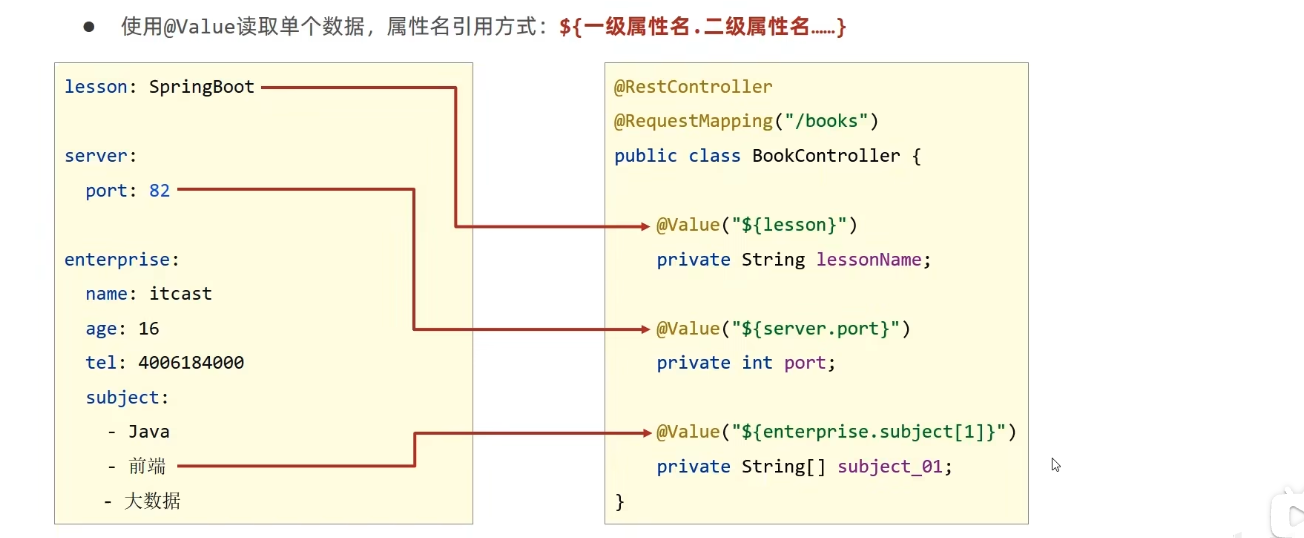 ● 使用@Value读取单个数据，属性名引用方式：${一级属性名.二级属性名……}
lesson: SpringBoot
server:
port: 82
enterprise:
name: itcast
age: 16
tel: 4006184000
subject:
- Java
- 前端
- 大数据
@RestController
@RequestMapping("/books")
public class BookController {
@Value("${lesson}")
private String lessonName;
@Value("${server.port}")
private int port;
@Value("${enterprise.subject[1]}")
private String[] subject_01;
}